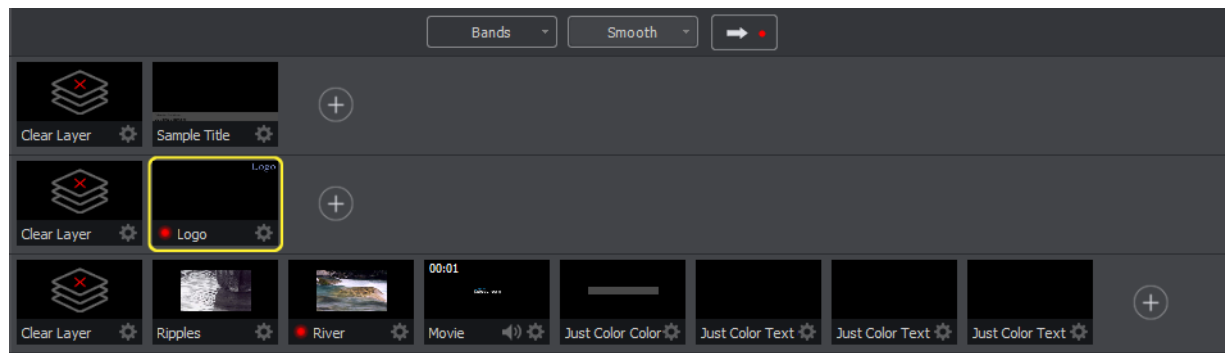 Bands
Smooth
Clear Layer
Sample Title
Logo
Clear Layer
Logo
00:01
Clear Layer
Ripples
River
Movie
Just Color Color
Just Color Text
Just Color Text
Just Color Text